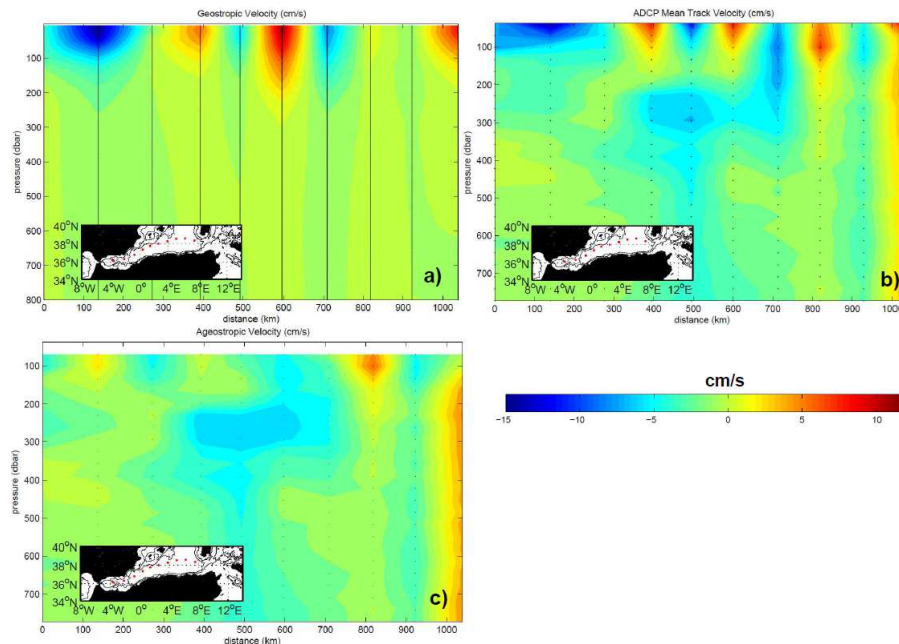 Geostropic Velocity (cm/s)
100
200
300
400
500
600
700
800
pressure (dbar)
40°N
38°N
36°N
34°N
8°W 4°W 0° 4°E 8°E 12°E
a)
0 100 200 300 400 500 600 700 800 900 1000
distance (km)
ADCP Mean Track Velocity (cm/s)
100
200
300
400
500
600
700
pressure (dbar)
40°N
38°N
36°N
34°N
8°W 4°W 0° 4°E 8°E 12°E
b)
0 100 200 300 400 500 600 700 800 900 1000
distance (km)
Ageostropic Velocity (cm/s)
100
200
300
400
500
600
700
pressure (dbar)
40°N
38°N
36°N
34°N
8°W 4°W 0° 4°E 8°E 12°E
c)
0 100 200 300 400 500 600 700 800 900 1000
distance (km)
cm/s
−15 −10 −5 0 5 10